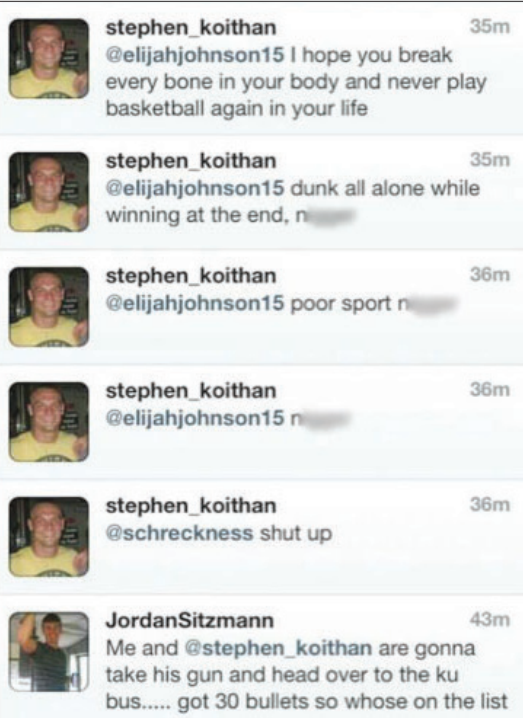 stephen_koithan 35m
@elijahjohnson15 I hope you break
every bone in your body and never play
basketball again in your life
stephen_koithan 35m
@elijahjohnson15 dunk all alone while
winning at the end, n
stephen_koithan 36m
@elijahjohnson15 poor sport n
stephen_koithan 36m
@elijahjohnson15 n
stephen_koithan 36m
@schreckness shut up
JordanSitzmann 43m
Me and @stephen_koithan are gonna
take his gun and head over to the ku
bus..... got 30 bullets so whose on the list